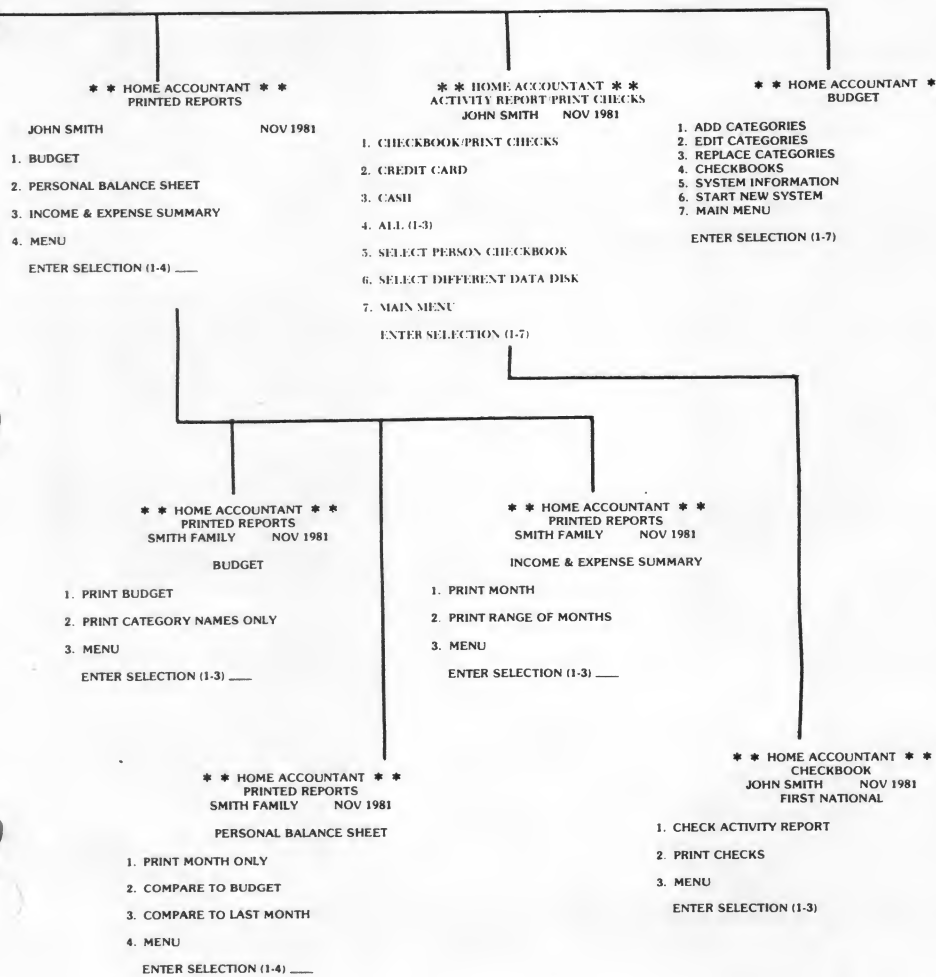 * * HOME ACCOUNTANT * *
PRINTED REPORTS
JOHN SMITH NOV 1981
1. BUDGET
2. PERSONAL BALANCE SHEET
3. INCOME & EXPENSE SUMMARY
4. MENU
ENTER SELECTION (1-4) ___
* * HOME ACCOUNTANT * *
ACTIVITY REPORT/PRINT CHECKS
JOHN SMITH NOV 1981
1. CHECKBOOK/PRINT CHECKS
2. CREDIT CARD
3. CASH
4. ALL (1-3)
5. SELECT PERSON CHECKBOOK
6. SELECT DIFFERENT DATA DISK
7. MAIN MENU
ENTER SELECTION (1-7)
* * HOME ACCOUNTANT *
BUDGET
1. ADD CATEGORIES
2. EDIT CATEGORIES
3. REPLACE CATEGORIES
4. CHECKBOOKS
5. SYSTEM INFORMATION
6. START NEW SYSTEM
7. MAIN MENU
ENTER SELECTION (1-7)
* * HOME ACCOUNTANT * *
PRINTED REPORTS
SMITH FAMILY NOV 1981
BUDGET
1. PRINT BUDGET
2. PRINT CATEGORY NAMES ONLY
3. MENU
ENTER SELECTION (1-3) ___
* * HOME ACCOUNTANT * *
PRINTED REPORTS
SMITH FAMILY NOV 1981
INCOME & EXPENSE SUMMARY
1. PRINT MONTH
2. PRINT RANGE OF MONTHS
3. MENU
ENTER SELECTION (1-3) ___
* * HOME ACCOUNTANT * *
PRINTED REPORTS
SMITH FAMILY NOV 1981
PERSONAL BALANCE SHEET
1. PRINT MONTH ONLY
2. COMPARE TO BUDGET
3. COMPARE TO LAST MONTH
4. MENU
ENTER SELECTION (1-4) ___
* * HOME ACCOUNTANT * *
CHECKBOOK
JOHN SMITH NOV 1981
FIRST NATIONAL
1. CHECK ACTIVITY REPORT
2. PRINT CHECKS
3. MENU
ENTER SELECTION (1-3)